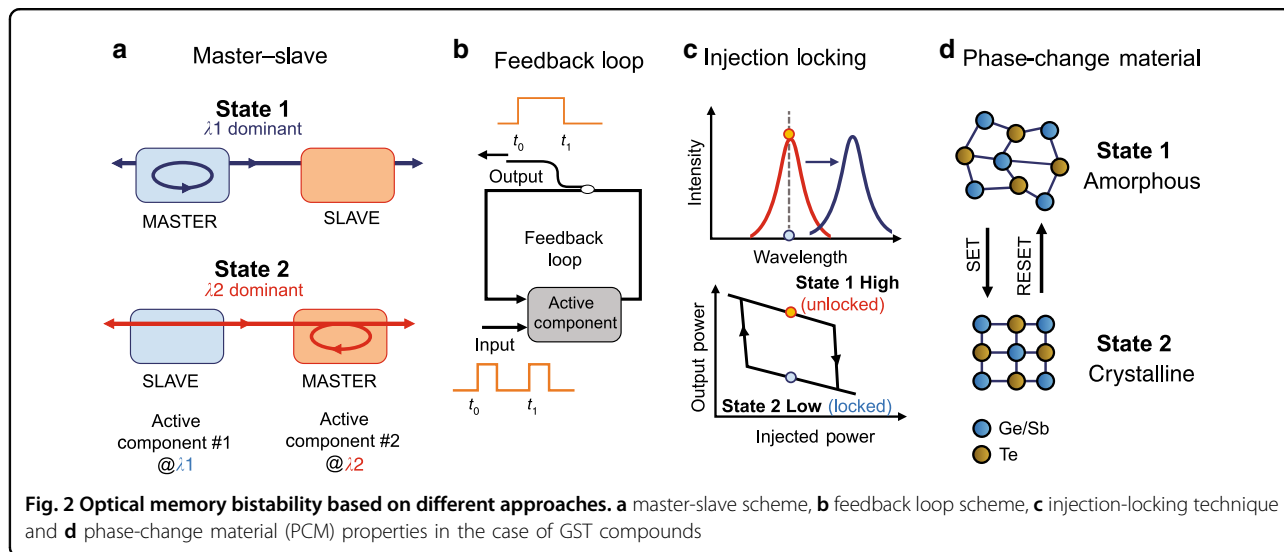 a
Master–slave
State 1
λ1 dominant
MASTER
SLAVE
State 2
λ2 dominant
SLAVE
MASTER
Active
component #1
@λ1
Active
component #2
@λ2
b
Feedback loop
t0
t1
Output
Feedback
loop
Active
component
Input
t0
t1
c
Injection locking
Intensity
Wavelength
State 1 High
(unlocked)
Output power
State 2 Low (locked)
Injected power
d
Phase-change material
State 1
Amorphous
SET
RESET
State 2
Crystalline
Ge/Sb
Te
Fig. 2 Optical memory bistability based on different approaches. a master-slave scheme, b feedback loop scheme, c injection-locking technique
and d phase-change material (PCM) properties in the case of GST compounds